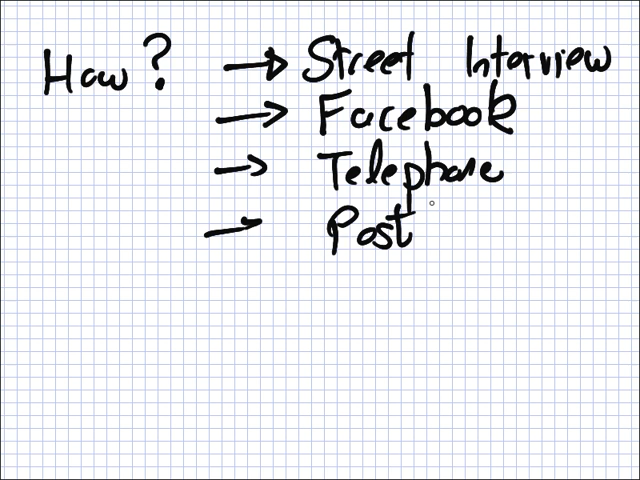 How? → Street Interview
→ Facebook
→ Telephone
→ Post